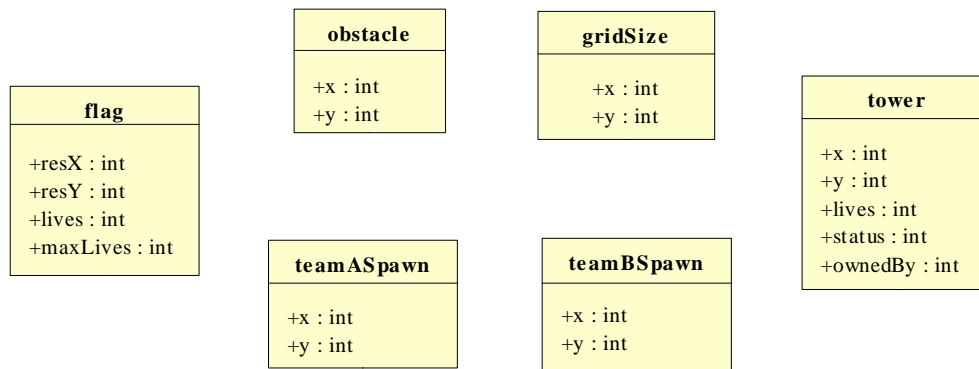 obstacle
+x : int
+y : int
gridSize
+x : int
+y : int
flag
+resX : int
+resY : int
+lives : int
+maxLives : int
tower
+x : int
+y : int
+lives : int
+status : int
+ownedBy : int
teamASpawn
+x : int
+y : int
teamBSpawn
+x : int
+y : int